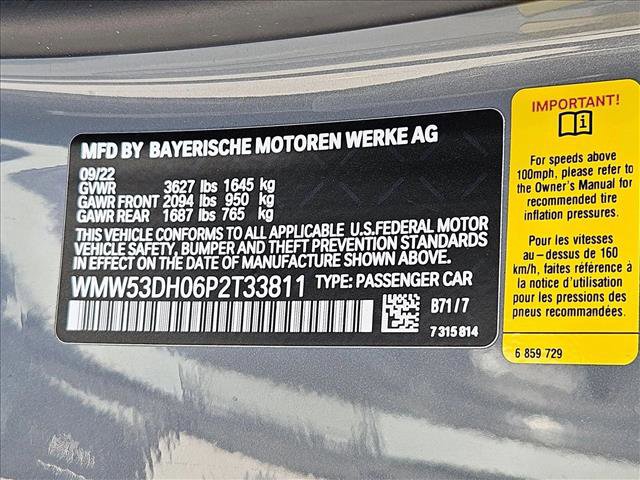 MFD BY BAYERISCHE MOTOREN WERKE AG
09/22
GVWR 3627 lbs 1645 kg
GAWR FRONT 2094 lbs 950 kg
GAWR REAR 1687 lbs 765 kg
THIS VEHICLE CONFORMS TO ALL APPLICABLE U.S.FEDERAL MOTOR
VEHICLE SAFETY, BUMPER AND THEFT PREVENTION STANDARDS
IN EFFECT ON THE DATE OF MANUFACTURE SHOWN ABOVE.
WMW53DH06P2T33811 TYPE: PASSENGER CAR
B71/7
7315814
IMPORTANT!
For speeds above
100mph, please refer
to the Owner's Manual
for recommended tire
inflation pressures.
Pour des vitesses
au-dessus de 160
km/h, faites référence
à la notice d'utilisation
pour les pressions des
pneus recommandées.
6 859 729